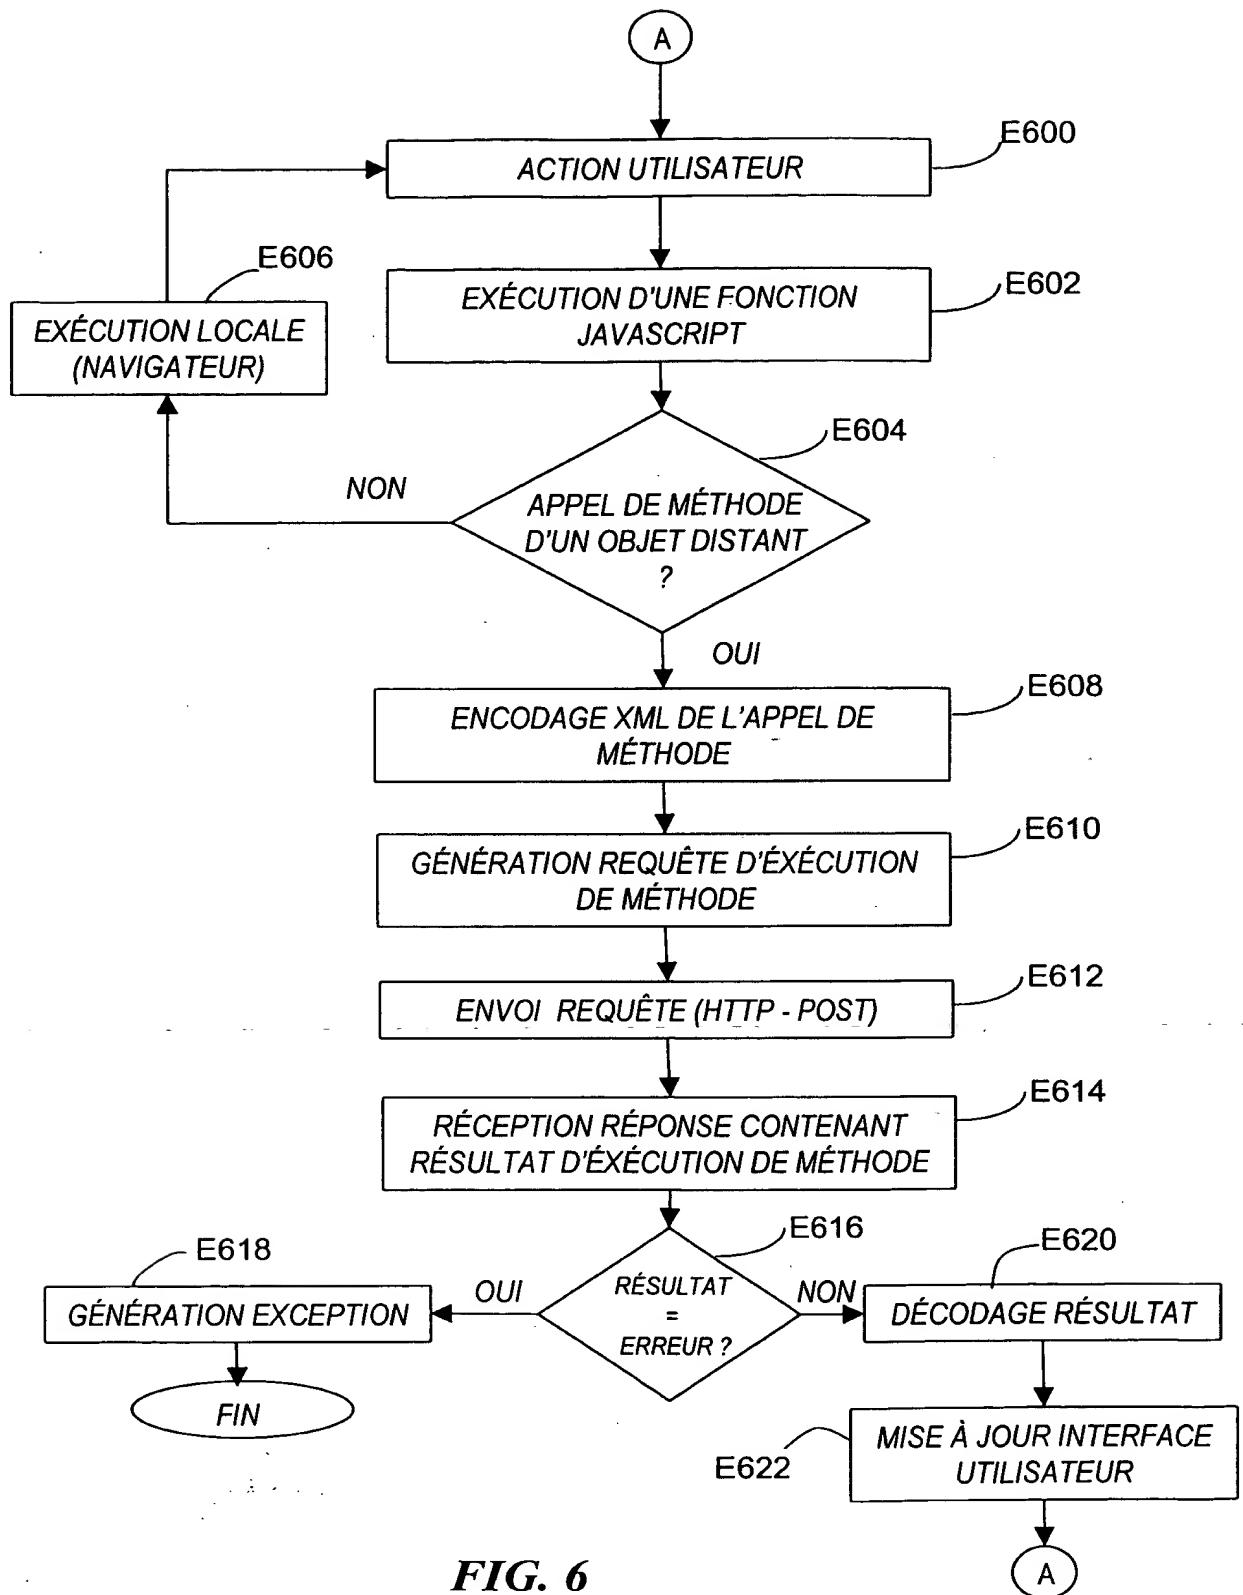 A
E600
ACTION UTILISATEUR
E606
E602
EXÉCUTION D'UNE FONCTION
JAVASCRIPT
EXÉCUTION LOCALE
(NAVIGATEUR)
E604
NON
APPEL DE MÉTHODE
D'UN OBJET DISTANT
?
OUI
E608
ENCODAGE XML DE L'APPEL DE
MÉTHODE
E610
GÉNÉRATION REQUÊTE D'ÉXÉCUTION
DE MÉTHODE
E612
ENVOI REQUÊTE (HTTP - POST)
E614
RÉCEPTION RÉPONSE CONTENANT
RÉSULTAT D'ÉXÉCUTION DE MÉTHODE
E616
E618
E620
OUI
RÉSULTAT
=
ERREUR ?
NON
GÉNÉRATION EXCEPTION
DÉCODAGE RÉSULTAT
FIN
MISE À JOUR INTERFACE
UTILISATEUR
E622
A
FIG. 6